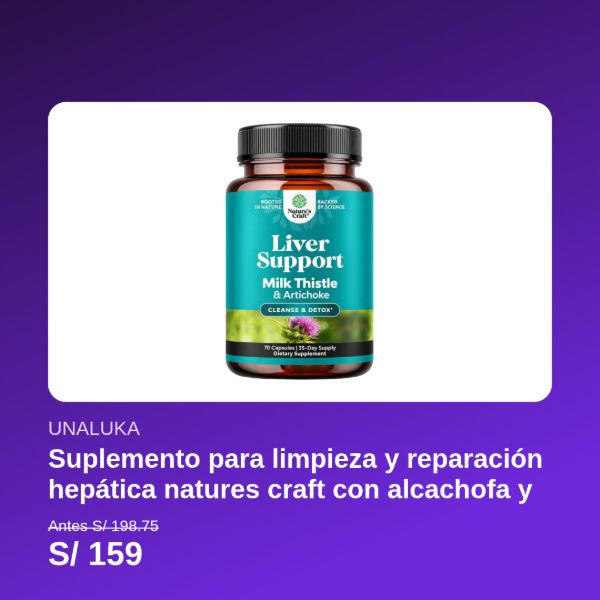 ROOTED
IN NATURE
BACKED
BY SCIENCE
Nature's
Craft
Liver
Support
Milk Thistle
& Artichoke
CLEANSE & DETOX*
70 Capsules | 35-Day Supply
Dietary Supplement
UNALUKA
Suplemento para limpieza y reparación
hepática natures craft con alcachofa y
Antes S/ 198.75
S/ 159